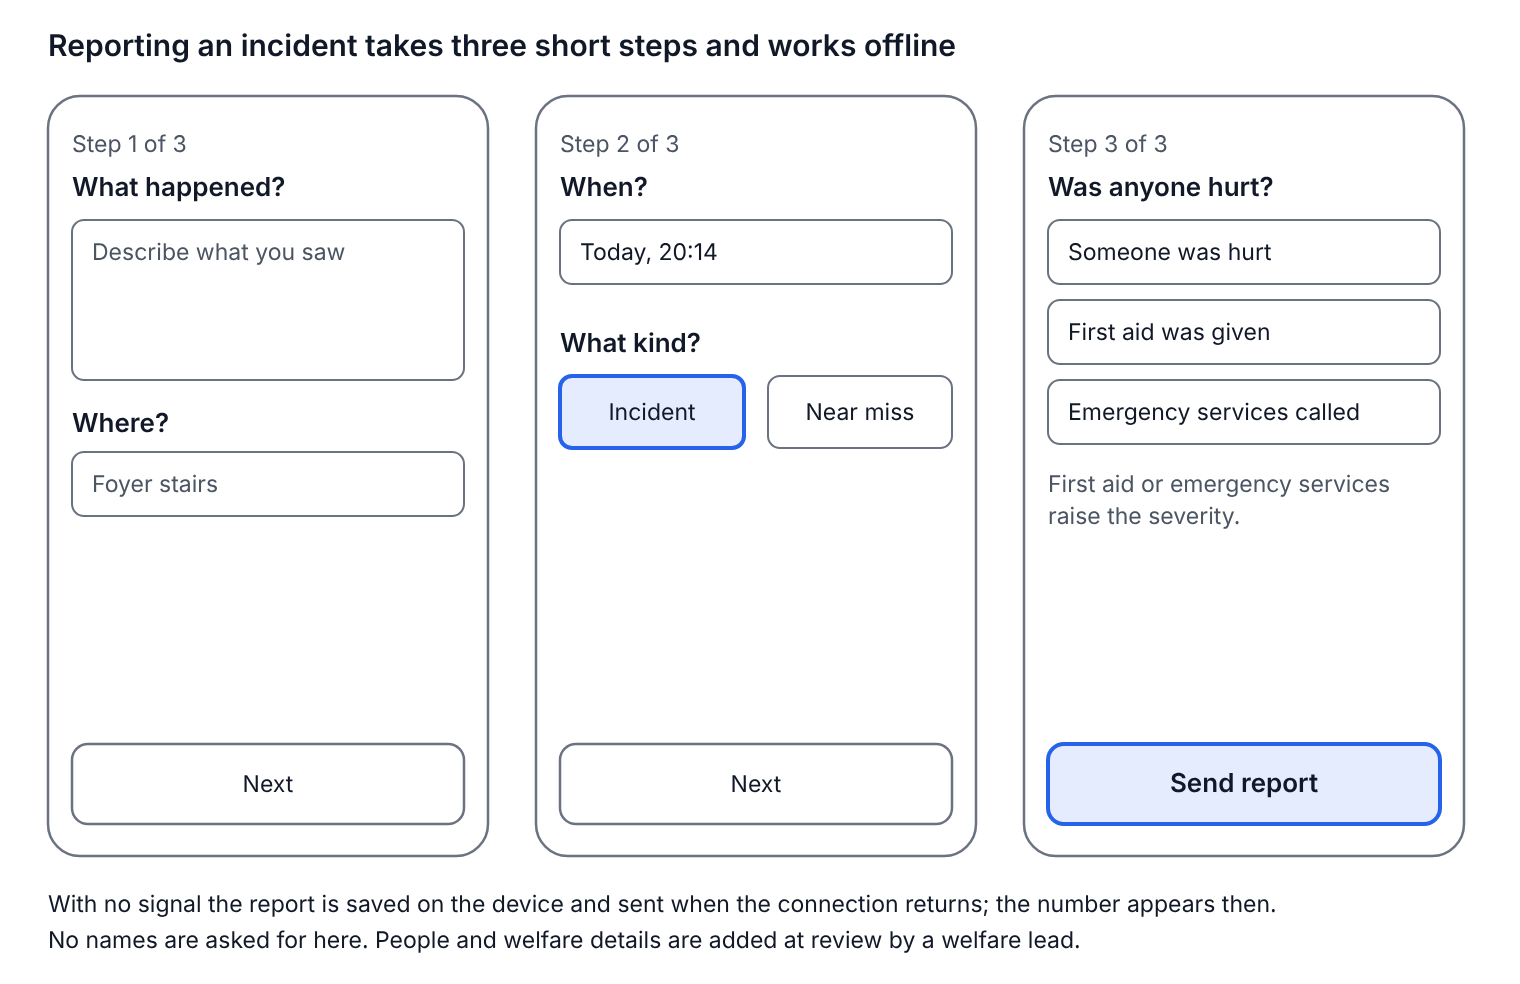 Reporting an incident takes three short steps and works offline
Step 1 of 3
What happened?
Describe what you saw
Where?
Foyer stairs
Next
Step 2 of 3
When?
Today, 20:14
What kind?
Incident
Near miss
Next
Step 3 of 3
Was anyone hurt?
Someone was hurt
First aid was given
Emergency services called
First aid or emergency services
raise the severity.
Send report
With no signal the report is saved on the device and sent when the connection returns; the number appears then.
No names are asked for here. People and welfare details are added at review by a welfare lead.